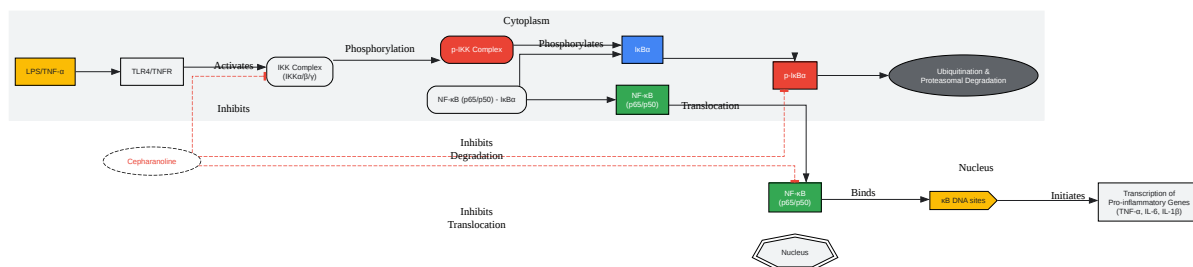 Cytoplasm
LPS/TNF-α
TLR4/TNFR
Activates
IKK Complex
(IKKα/β/γ)
Phosphorylation
p-IKK Complex
Phosphorylates
IκBα
p-IκBα
Ubiquitination &
Proteasomal Degradation
NF-κB (p65/p50) - IκBα
NF-κB
(p65/p50)
Translocation
Inhibits
Cepharanoline
Inhibits
Degradation
Inhibits
Translocation
Nucleus
NF-κB
(p65/p50)
Binds
κB DNA sites
Initiates
Transcription of
Pro-inflammatory Genes
(TNF-α, IL-6, IL-1β)
Nucleus